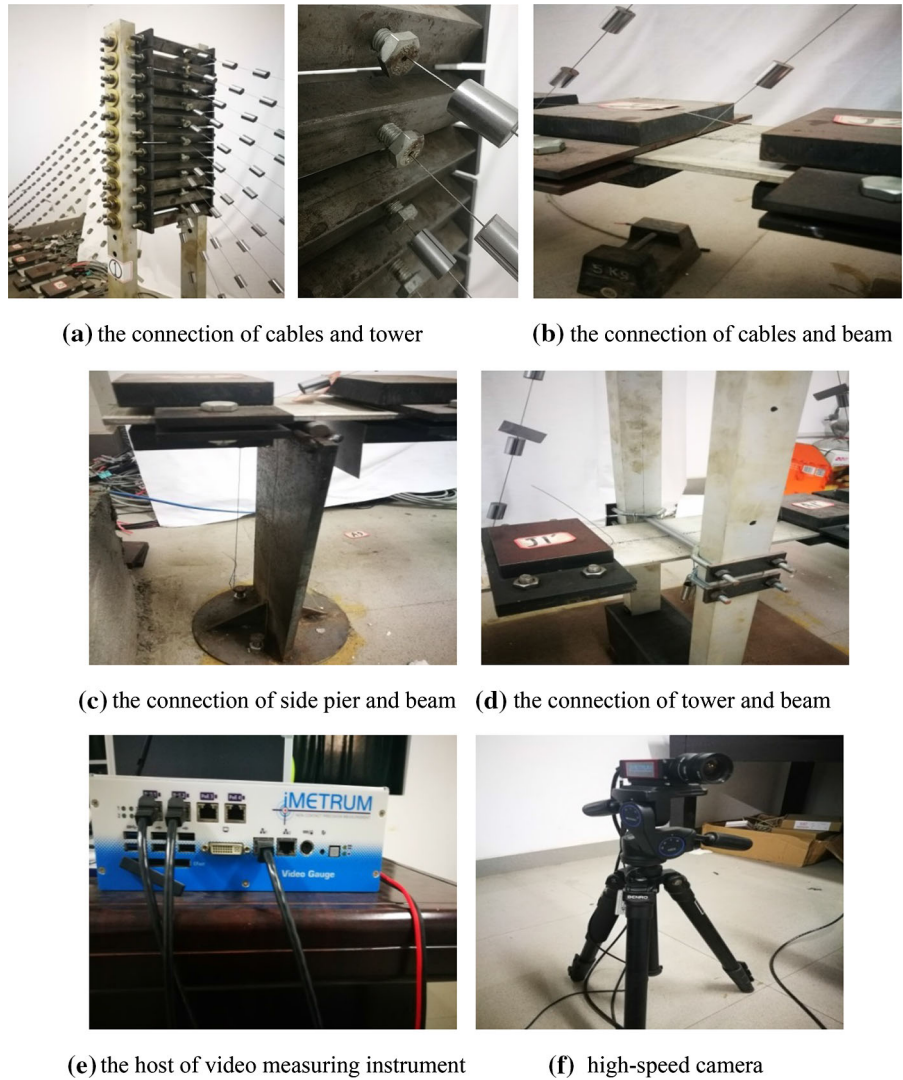 (a) the connection of cables and tower
(b) the connection of cables and beam
5 KG
(c) the connection of side pier and beam
(d) the connection of tower and beam
iMETRUM
Video Gauge
(e) the host of video measuring instrument
(f) high-speed camera